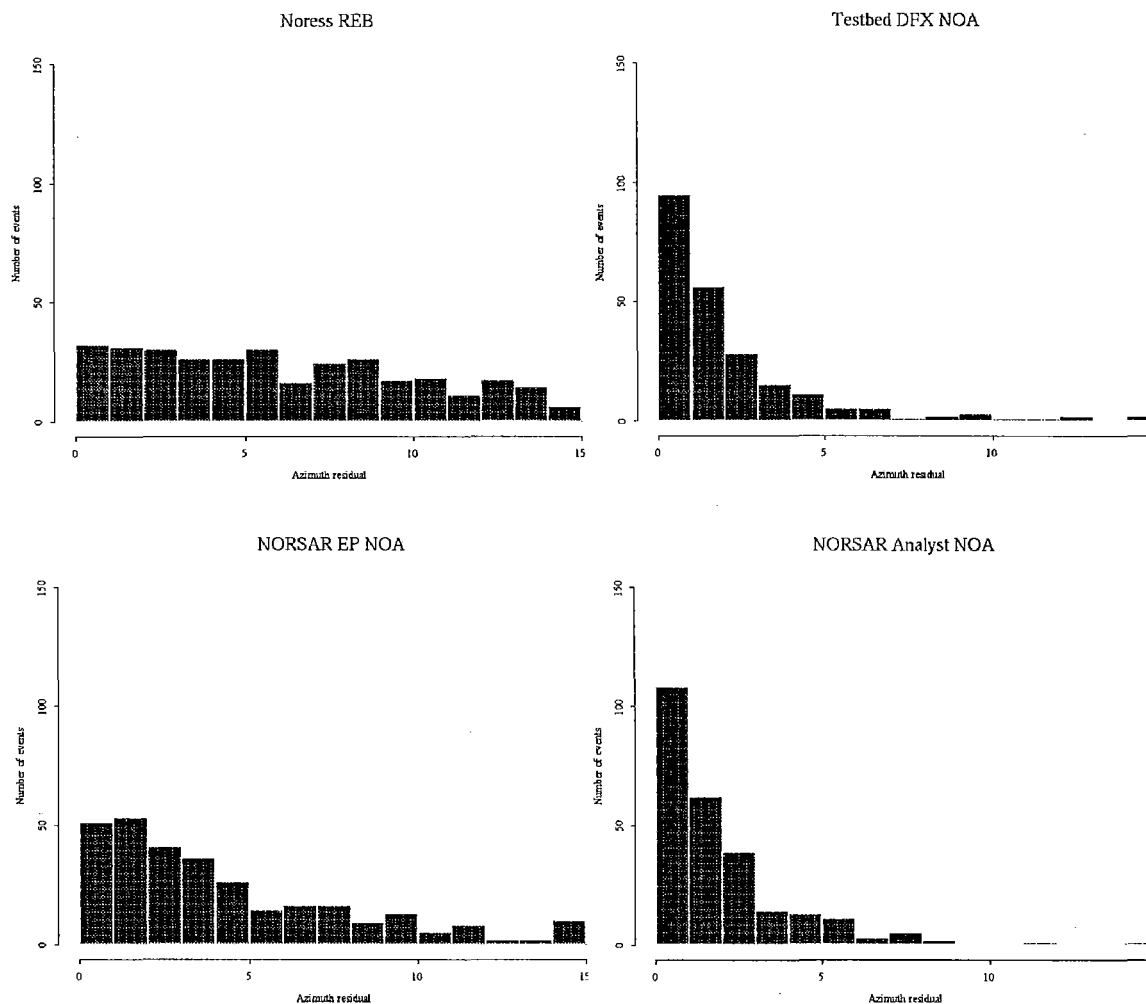 Noress REB
150
100
50
0
Number of events
0 5 10 15
Azimuth residual
Testbed DFX NOA
150
100
50
0
Number of events
0 5 10
Azimuth residual
NORSAR EP NOA
150
100
50
0
Number of events
0 5 10 15
Azimuth residual
NORSAR Analyst NOA
150
100
50
0
Number of events
0 5 10
Azimuth residual